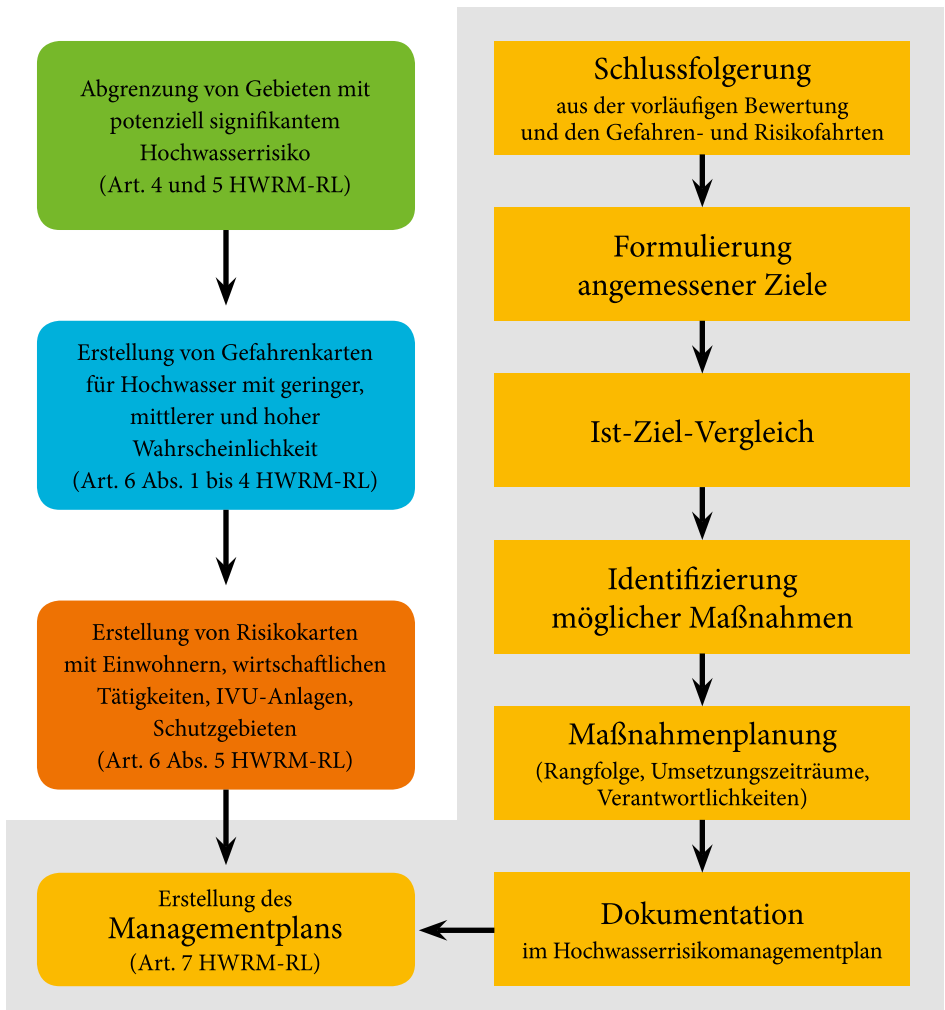 Abgrenzung von Gebieten mit
potenziell signifikantem
Hochwasserrisiko
(Art. 4 und 5 HWRM-RL)
Erstellung von Gefahrenkarten
für Hochwasser mit geringer,
mittlerer und hoher
Wahrscheinlichkeit
(Art. 6 Abs. 1 bis 4 HWRM-RL)
Erstellung von Risikokarten
mit Einwohnern, wirtschaftlichen
Tätigkeiten, IVU-Anlagen,
Schutzgebieten
(Art. 6 Abs. 5 HWRM-RL)
Erstellung des
Managementplans
(Art. 7 HWRM-RL)
Schlussfolgerung
aus der vorläufigen Bewertung
und den Gefahren- und Risikofahrten
Formulierung
angemessener Ziele
Ist-Ziel-Vergleich
Identifizierung
möglicher Maßnahmen
Maßnahmenplanung
(Rangfolge, Umsetzungszeiträume,
Verantwortlichkeiten)
Dokumentation
im Hochwasserrisikomanagementplan